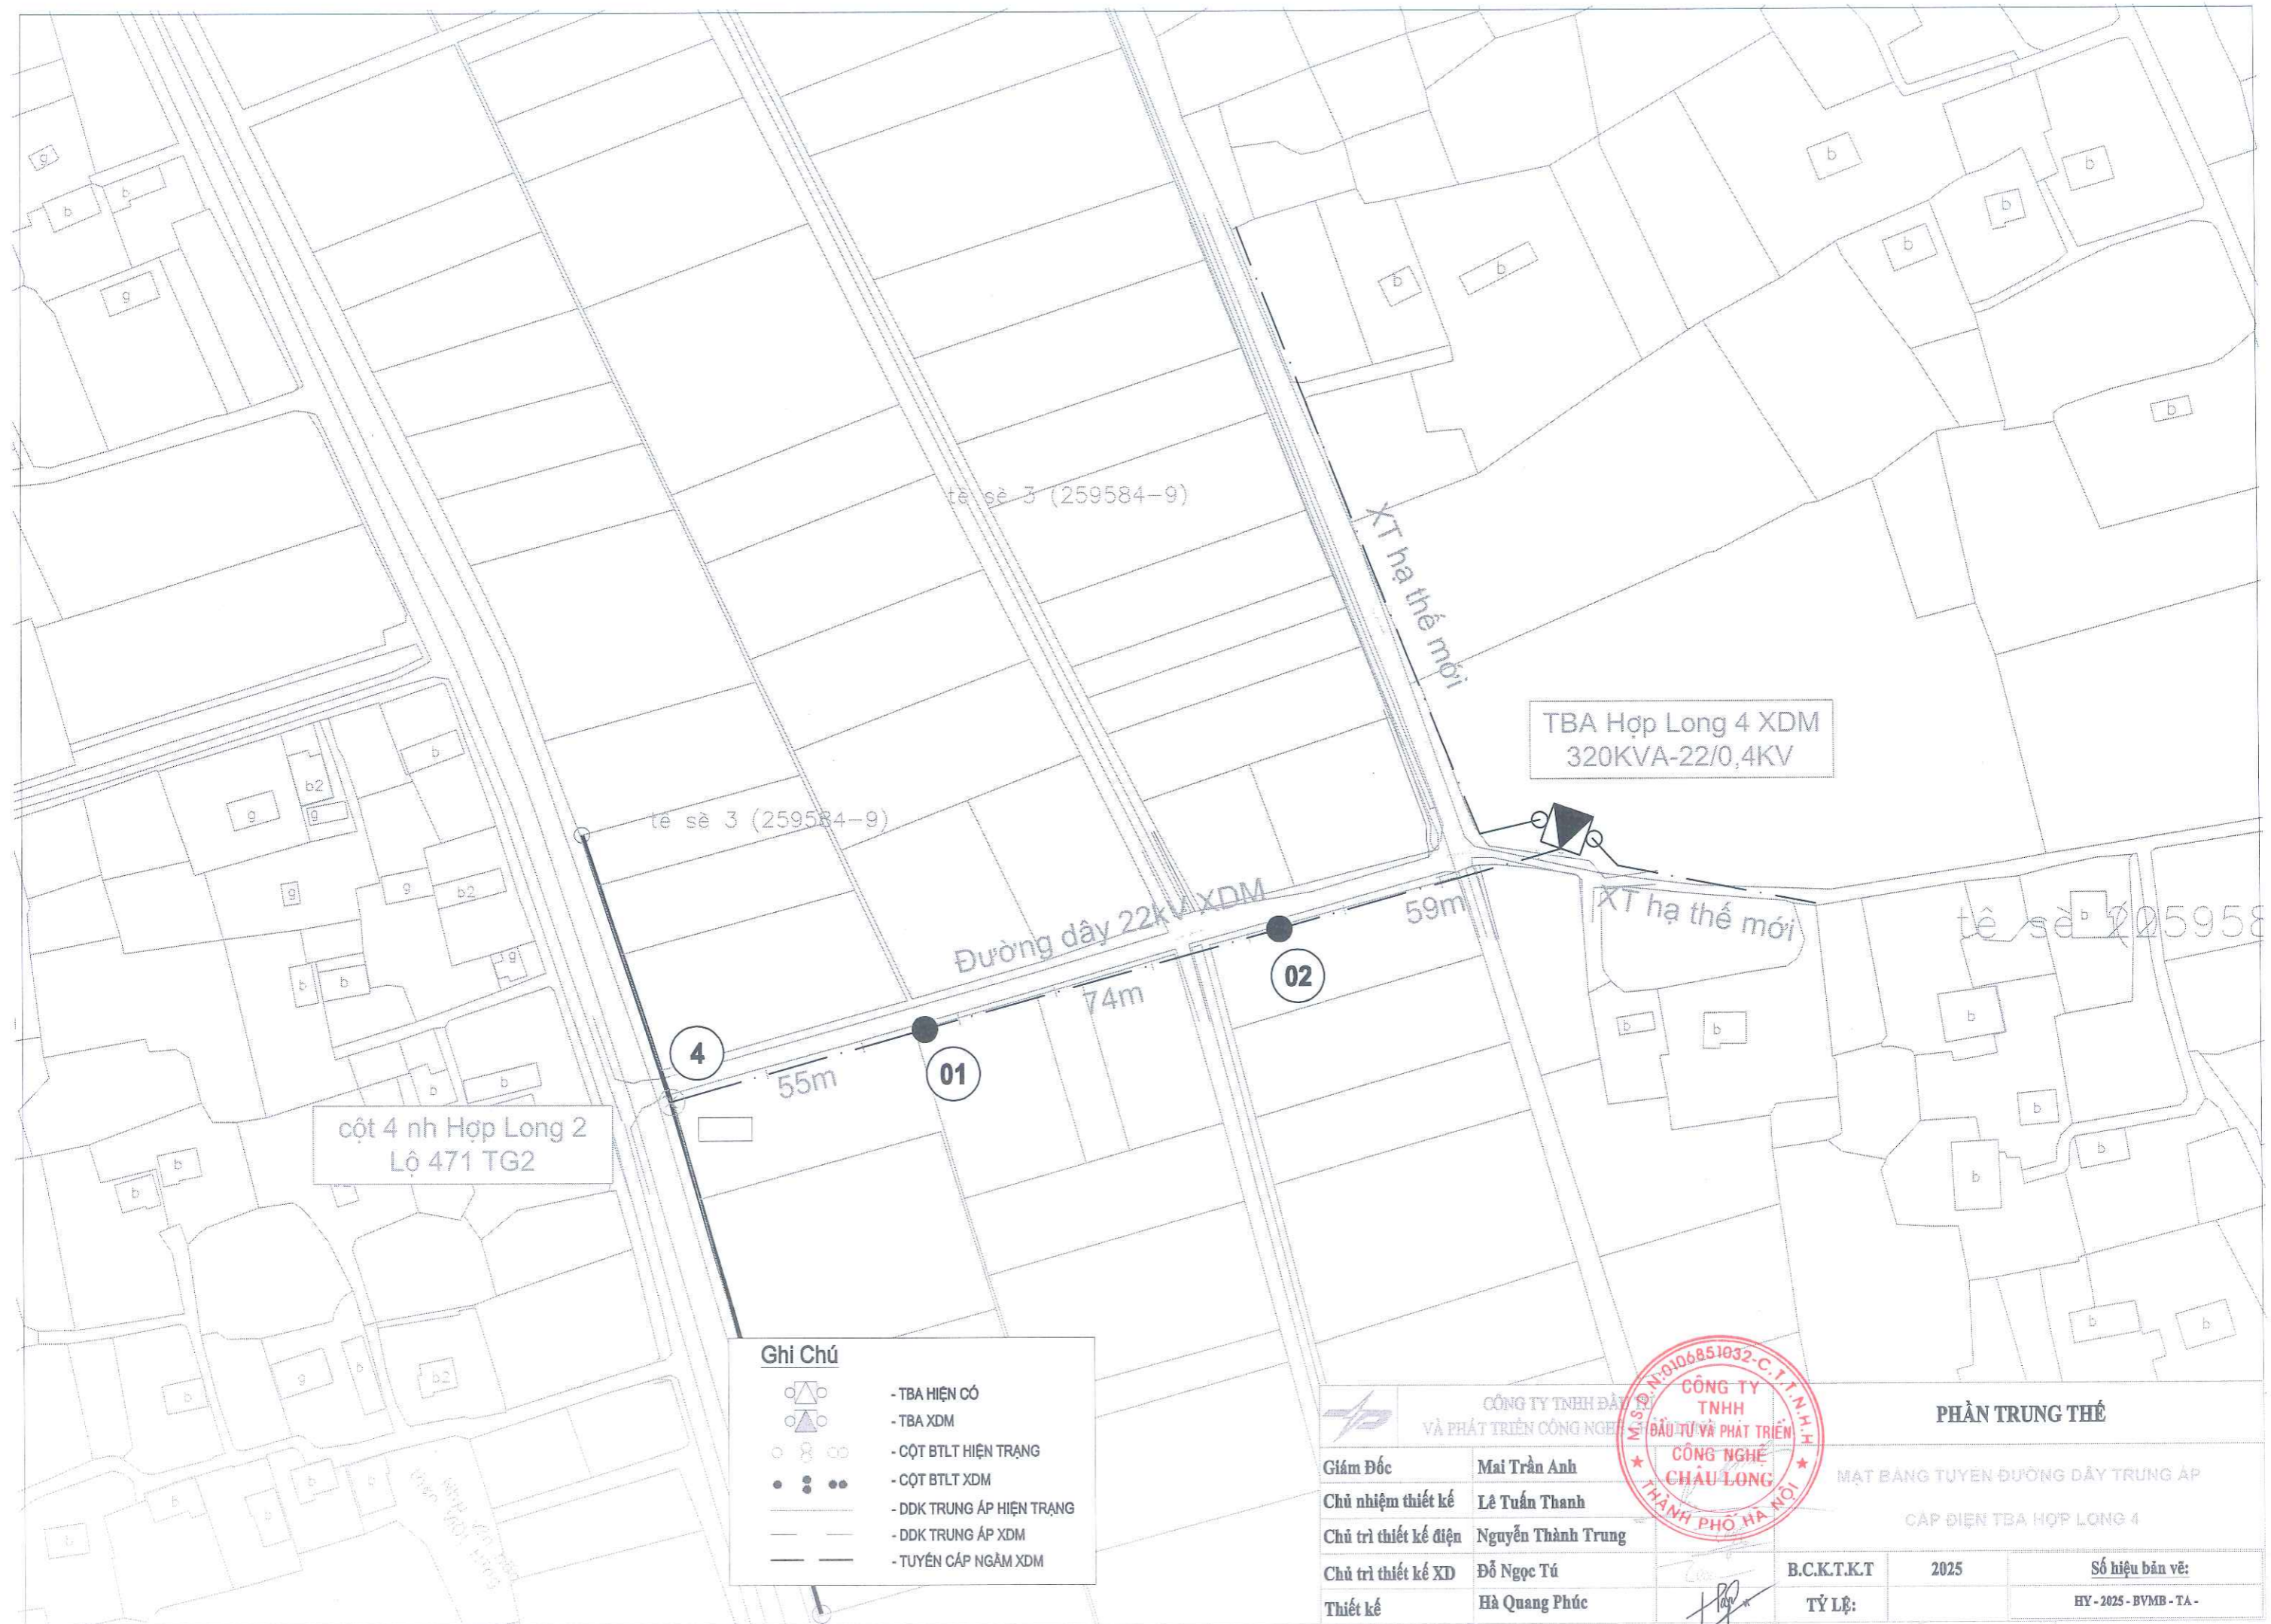 tê sè 3 (259584-9)
XT hạ thế mới
TBA Hợp Long 4 XDM
320KVA-22/0,4KV
tê sè 3 (259584-9)
Đường dây 22kV XDM
59m
XT hạ thế mới
tê sè
02
74m
4
01
55m
cột 4 nh Hợp Long 2
Lộ 471 TG2
Ghi Chú
- TBA HIỆN CÓ
- TBA XDM
- CỘT BTLT HIỆN TRẠNG
- CỘT BTLT XDM
- DDK TRUNG ÁP HIỆN TRẠNG
- DDK TRUNG ÁP XDM
- TUYẾN CÁP NGẦM XDM
CÔNG TY TNHH ĐẦU TƯ
VÀ PHÁT TRIỂN CÔNG NGHỆ
M.S.D.N:0106851032-C.T.T.N.H.H
CÔNG TY
TNHH
ĐẦU TƯ VÀ PHÁT TRIỂN
CÔNG NGHỆ
CHÂU LONG
THÀNH PHỐ HÀ NỘI
PHẦN TRUNG THẾ
Giám Đốc Mai Trần Anh
Chủ nhiệm thiết kế Lê Tuấn Thanh
Chủ trì thiết kế điện Nguyễn Thành Trung
Chủ trì thiết kế XD Đỗ Ngọc Tú
Thiết kế Hà Quang Phúc
MẶT BẰNG TUYẾN ĐƯỜNG DÂY TRUNG ÁP
CẤP ĐIỆN TBA HỢP LONG 4
B.C.K.T.K.T 2025 Số hiệu bản vẽ:
TỶ LỆ: HY - 2025 - BVMB - TA -